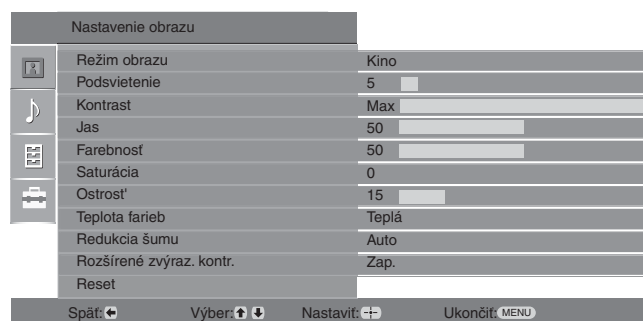 Nastavenie obrazu
Režim obrazu Kino
Podsvietenie 5
Kontrast Max
Jas 50
Farebnosť 50
Saturácia 0
Ostrost' 15
Teplota farieb Teplá
Redukcia šumu Auto
Rozšírené zvýraz. kontr. Zap.
Reset
Späť: Výber: Nastaviť: Ukončiť: MENU